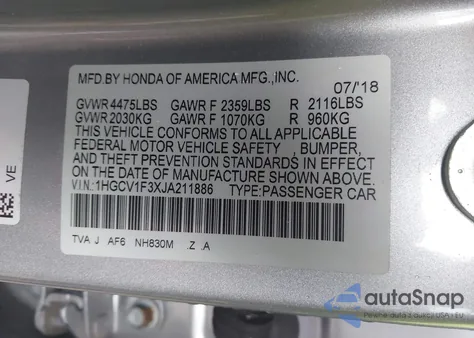 MFD.BY HONDA OF AMERICA MFG.,INC. 07/18
GVWR 4475LBS GAWR F 2359LBS R 2116LBS
GVWR 2030KG GAWR F 1070KG R 960KG
THIS VEHICLE CONFORMS TO ALL APPLICABLE
FEDERAL MOTOR VEHICLE SAFETY , BUMPER,
AND THEFT PREVENTION STANDARDS IN EFFECT
ON THE DATE OF MANUFACTURE SHOWN ABOVE.
V.I.N.:1HGCV1F3XJA211886 TYPE:PASSENGER CAR
TVA J AF6 NH830M .Z .A
VE
autoSnap